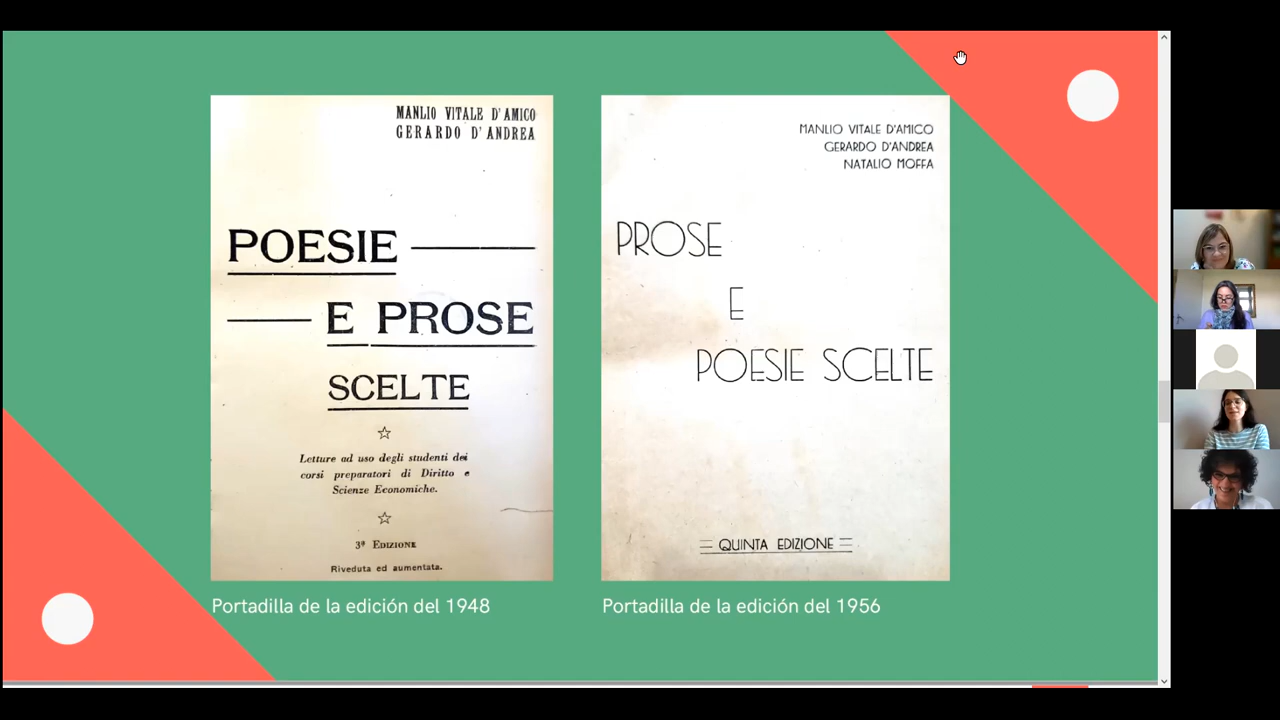 MANLIO VITALE D'AMICO
GERARDO D'ANDREA
POESIE
E PROSE
SCELTE
Letture ad uso degli studenti dei
corsi preparatori di Diritto e
Scienze Economiche.
3ª EDIZIONE
Riveduta ed aumentata.
Portadilla de la edición del 1948
MANLIO VITALE D'AMICO
GERARDO D'ANDREA
NATALIO MOFFA
PROSE
E
POESIE SCELTE
QUINTA EDIZIONE
Portadilla de la edición del 1956